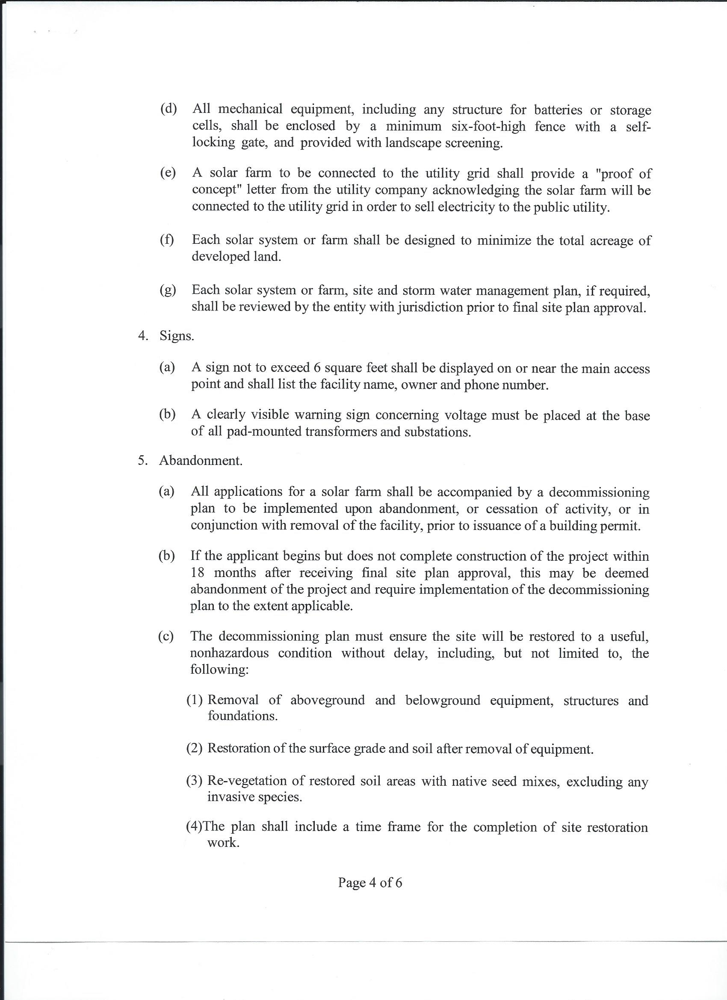 (d) All mechanical equipment, including any structure for batteries or storage
cells, shall be enclosed by a minimum six-foot-high fence with a self-
locking gate, and provided with landscape screening.
(e) A solar farm to be connected to the utility grid shall provide a "proof of
concept" letter from the utility company acknowledging the solar farm will be
connected to the utility grid in order to sell electricity to the public utility.
(f) Each solar system or farm shall be designed to minimize the total acreage of
developed land.
(g) Each solar system or farm, site and storm water management plan, if required,
shall be reviewed by the entity with jurisdiction prior to final site plan approval.
4. Signs.
(a) A sign not to exceed 6 square feet shall be displayed on or near the main access
point and shall list the facility name, owner and phone number.
(b) A clearly visible warning sign concerning voltage must be placed at the base
of all pad-mounted transformers and substations.
5. Abandonment.
(a) All applications for a solar farm shall be accompanied by a decommissioning
plan to be implemented upon abandonment, or cessation of activity, or in
conjunction with removal of the facility, prior to issuance of a building permit.
(b) If the applicant begins but does not complete construction of the project within
18 months after receiving final site plan approval, this may be deemed
abandonment of the project and require implementation of the decommissioning
plan to the extent applicable.
(c) The decommissioning plan must ensure the site will be restored to a useful,
nonhazardous condition without delay, including, but not limited to, the
following:
(1) Removal of aboveground and belowground equipment, structures and
foundations.
(2) Restoration of the surface grade and soil after removal of equipment.
(3) Re-vegetation of restored soil areas with native seed mixes, excluding any
invasive species.
(4)The plan shall include a time frame for the completion of site restoration
work.
Page 4 of 6